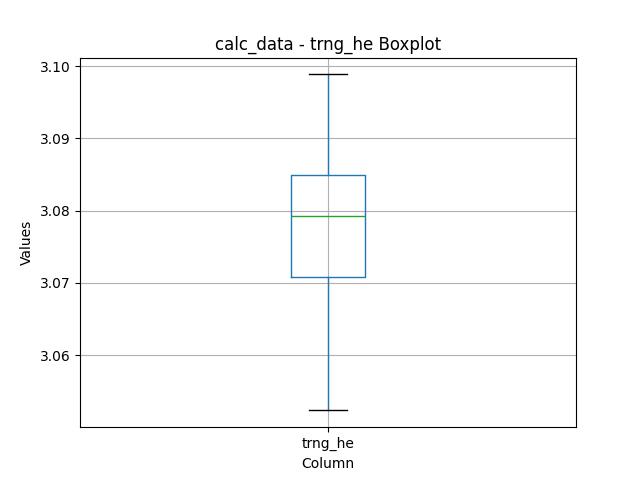 calc_data - trng_he Boxplot
3.10
3.09
3.08
3.07
3.06
Values
trng_he
Column